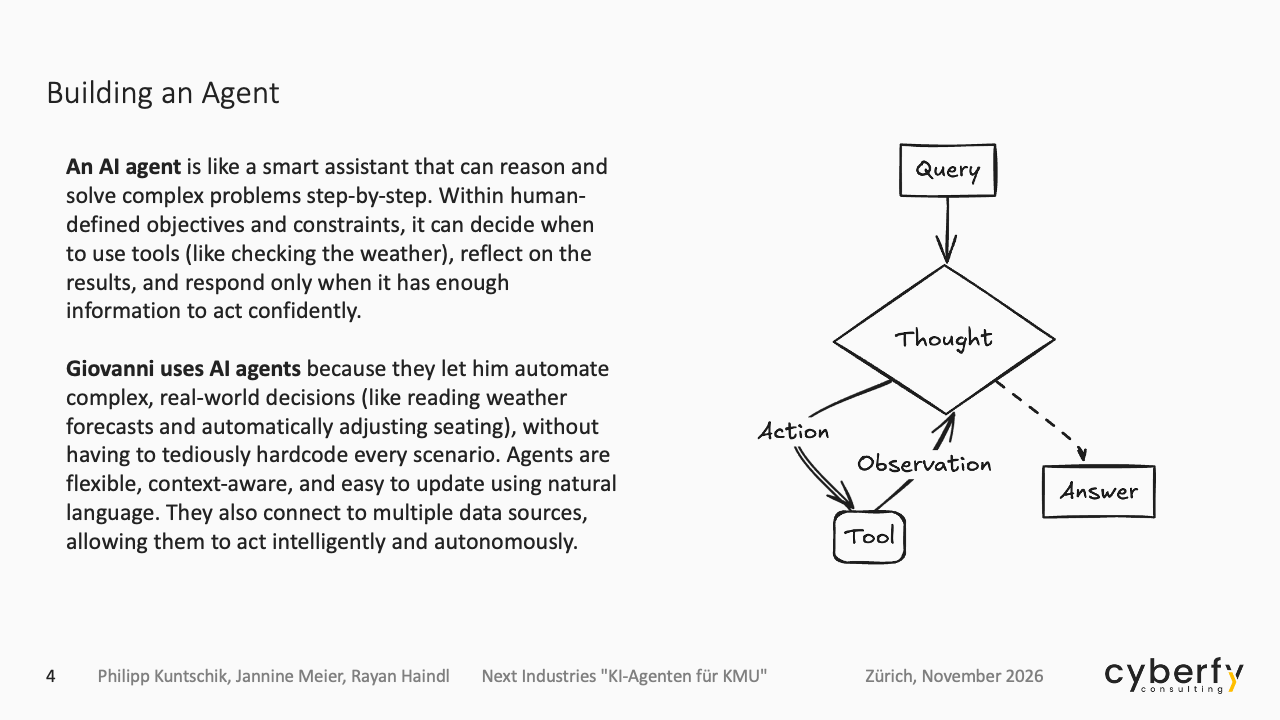 Building an Agent
An AI agent is like a smart assistant that can reason and
solve complex problems step-by-step. Within human-
defined objectives and constraints, it can decide when
to use tools (like checking the weather), reflect on the
results, and respond only when it has enough
information to act confidently.
Giovanni uses AI agents because they let him automate
complex, real-world decisions (like reading weather
forecasts and automatically adjusting seating), without
having to tediously hardcode every scenario. Agents are
flexible, context-aware, and easy to update using natural
language. They also connect to multiple data sources,
allowing them to act intelligently and autonomously.
Query
Thought
Action
Observation
Answer
Tool
4 Philipp Kuntschik, Jannine Meier, Rayan Haindl Next Industries "KI-Agenten für KMU" Zürich, November 2026
cyberfy
consulting